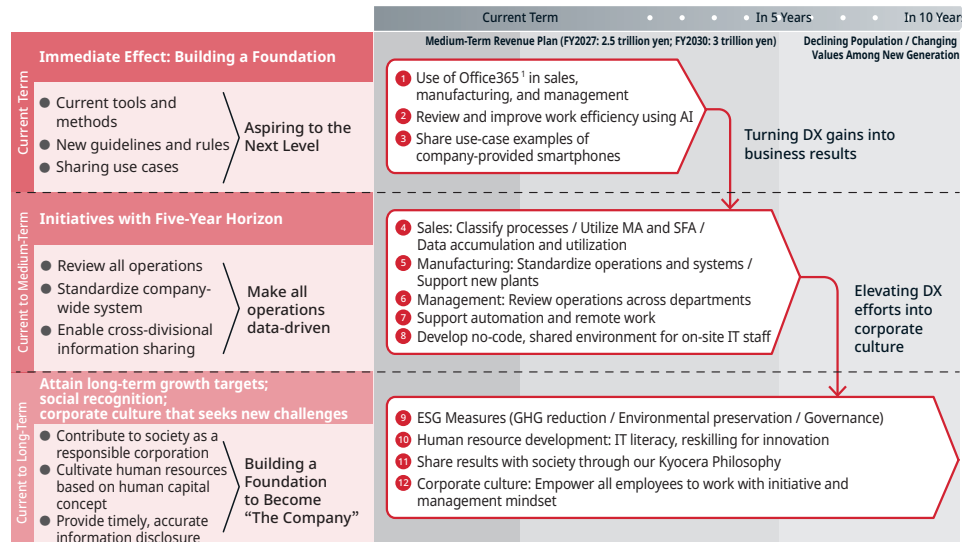 Current Term
In 5 Years
In 10 Years
Medium-Term Revenue Plan (FY2027: 2.5 trillion yen; FY2030: 3 trillion yen)
Declining Population / Changing
Values Among New Generation
Current Term
Immediate Effect: Building a Foundation
● Current tools and
methods
● New guidelines and rules
● Sharing use cases
Aspiring to the
Next Level
1 Use of Office365¹ in sales,
manufacturing, and management
2 Review and improve work efficiency using AI
3 Share use-case examples of
company-provided smartphones
Turning DX gains into
business results
Current to Medium-Term
Initiatives with Five-Year Horizon
● Review all operations
● Standardize company-
wide system
● Enable cross-divisional
information sharing
Make all
operations
data-driven
4 Sales: Classify processes / Utilize MA and SFA /
Data accumulation and utilization
5 Manufacturing: Standardize operations and systems /
Support new plants
6 Management: Review operations across departments
7 Support automation and remote work
8 Develop no-code, shared environment for on-site IT staff
Elevating DX
efforts into
corporate
culture
Current to Long-Term
Attain long-term growth targets;
social recognition;
corporate culture that seeks new challenges
● Contribute to society as a
responsible corporation
● Cultivate human resources
based on human capital
concept
● Provide timely, accurate
information disclosure
Building a
Foundation
to Become
“The Company”
9 ESG Measures (GHG reduction / Environmental preservation / Governance)
10 Human resource development: IT literacy, reskilling for innovation
11 Share results with society through our Kyocera Philosophy
12 Corporate culture: Empower all employees to work with initiative and
management mindset